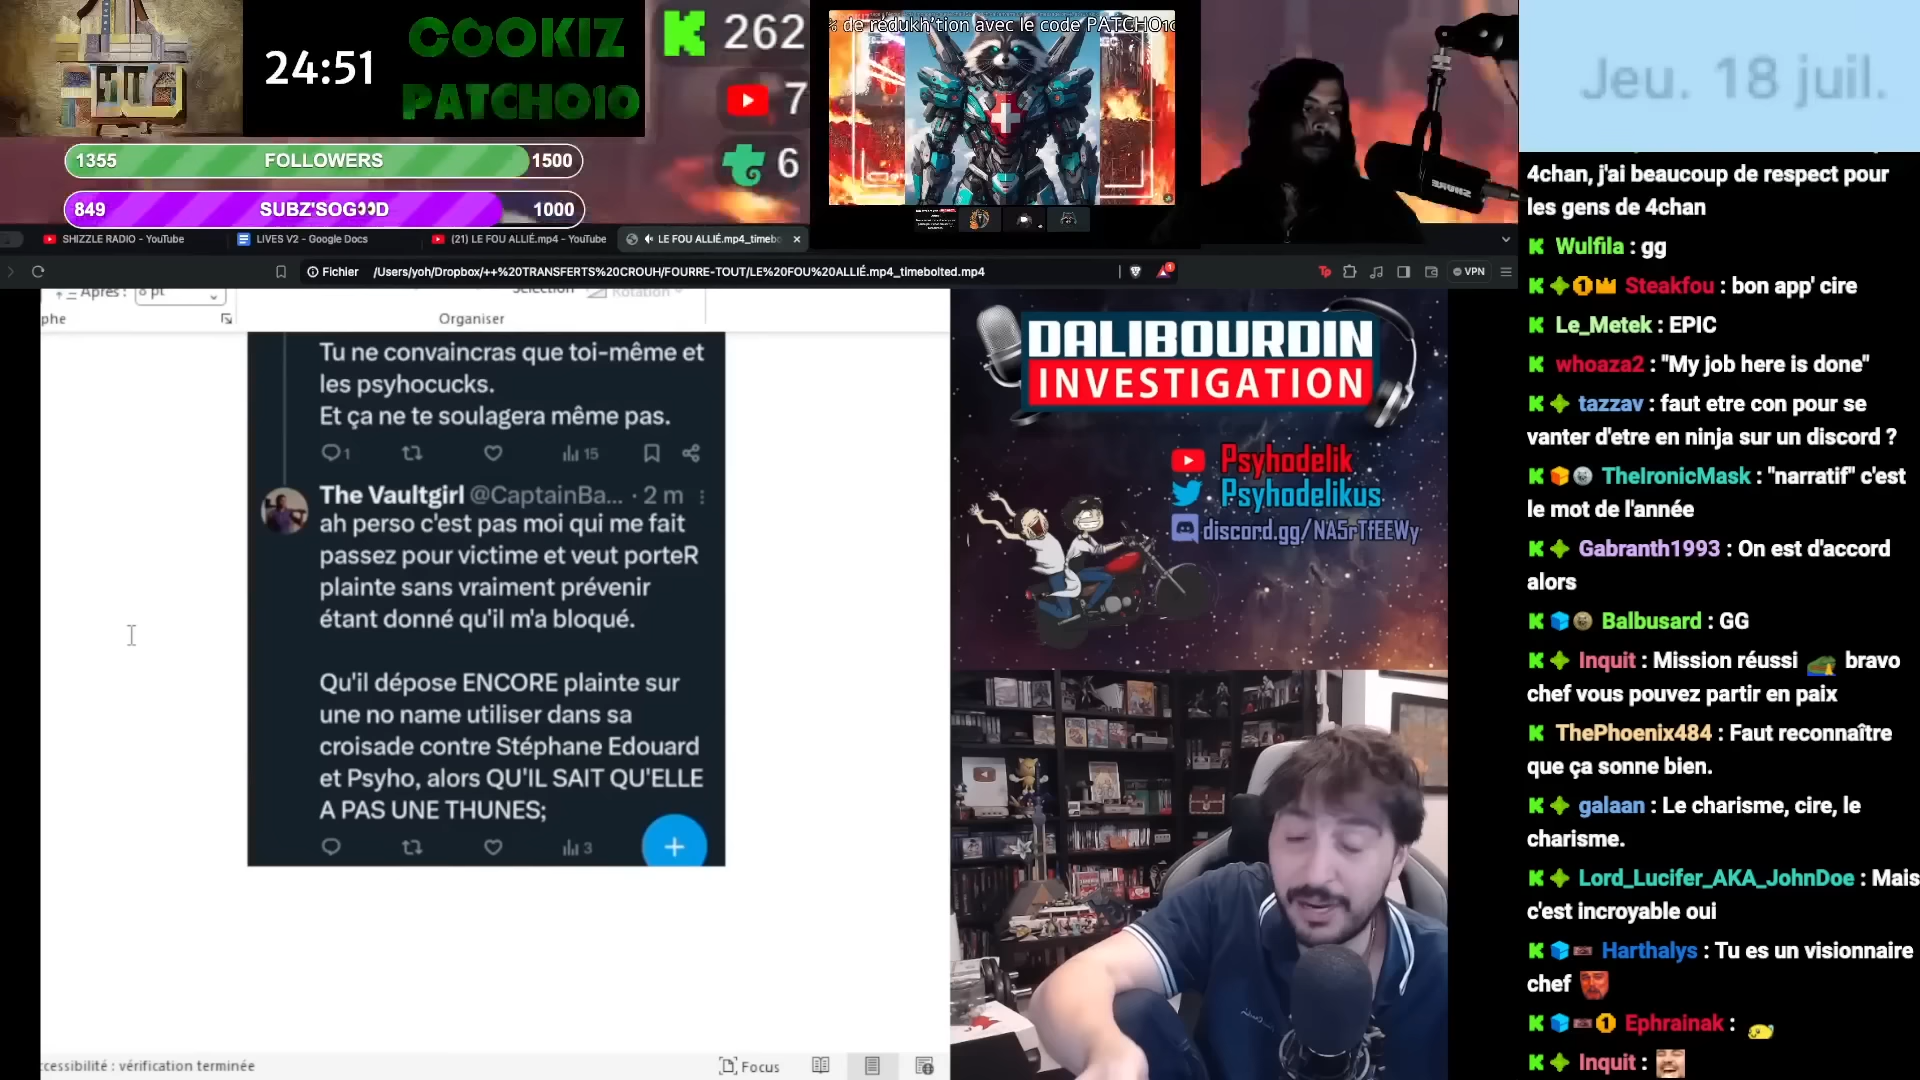 24:51
COOKIZ
PATCHO10
262
7
6
1355 FOLLOWERS 1500
849 SUBZ'SOG👀D 1000
% de redukh'tion avec le code PATCHO10
Jeu. 18 juil.
SHIZZLE RADIO - YouTube
LIVES V2 - Google Docs
(21) LE FOU ALLIÉ.mp4 - YouTube
LE FOU ALLIÉ.mp4_timebo
Fichier /Users/yoh/Dropbox/++%20TRANSFERTS%20CROUH/FOURRE-TOUT/LE%20FOU%20ALLIÉ.mp4_timebolted.mp4
VPN
Après : 8 pt
Sélection
Rotation
phe
Organiser
Tu ne convaincras que toi-même et
les psyhocucks.
Et ça ne te soulagera même pas.
1 15
The Vaultgirl @CaptainBa... · 2 m
ah perso c'est pas moi qui me fait
passez pour victime et veut porteR
plainte sans vraiment prévenir
étant donné qu'il m'a bloqué.
Qu'il dépose ENCORE plainte sur
une no name utiliser dans sa
croisade contre Stéphane Edouard
et Psyho, alors QU'IL SAIT QU'ELLE
A PAS UNE THUNES;
3
ccessibilité : vérification terminée
Focus
DALIBOURDIN
INVESTIGATION
Psyhodelik
Psyhodelikus
discord.gg/NA5rTfEEWy
SHURE
4chan, j'ai beaucoup de respect pour
les gens de 4chan
Wulfila : gg
Steakfou : bon app' cire
Le_Metek : EPIC
whoaza2 : "My job here is done"
tazzav : faut etre con pour se
vanter d'etre en ninja sur un discord ?
TheIronicMask : "narratif" c'est
le mot de l'année
Gabranth1993 : On est d'accord
alors
Balbusard : GG
Inquit : Mission réussi bravo
chef vous pouvez partir en paix
ThePhoenix484 : Faut reconnaître
que ça sonne bien.
galaan : Le charisme, cire, le
charisme.
Lord_Lucifer_AKA_JohnDoe : Mais
c'est incroyable oui
Harthalys : Tu es un visionnaire
chef
Ephrainak :
Inquit :